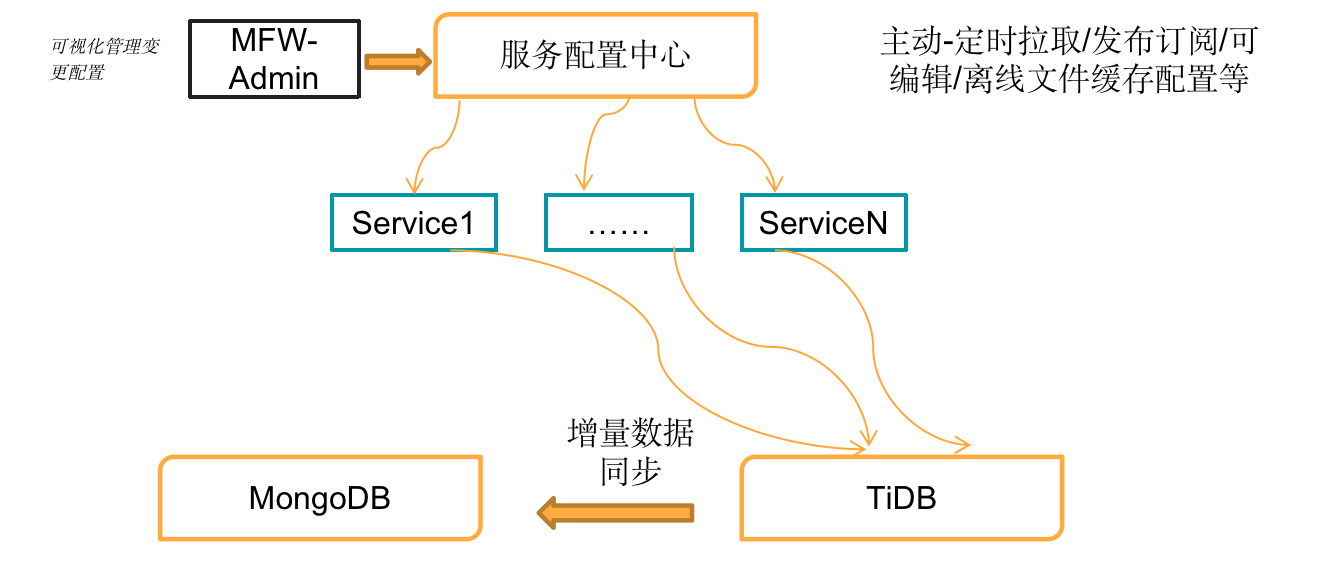 可视化管理变
更配置
MFW-
Admin
服务配置中心
主动-定时拉取/发布订阅/可
编辑/离线文件缓存配置等
Service1
……
ServiceN
增量数据
同步
MongoDB
TiDB